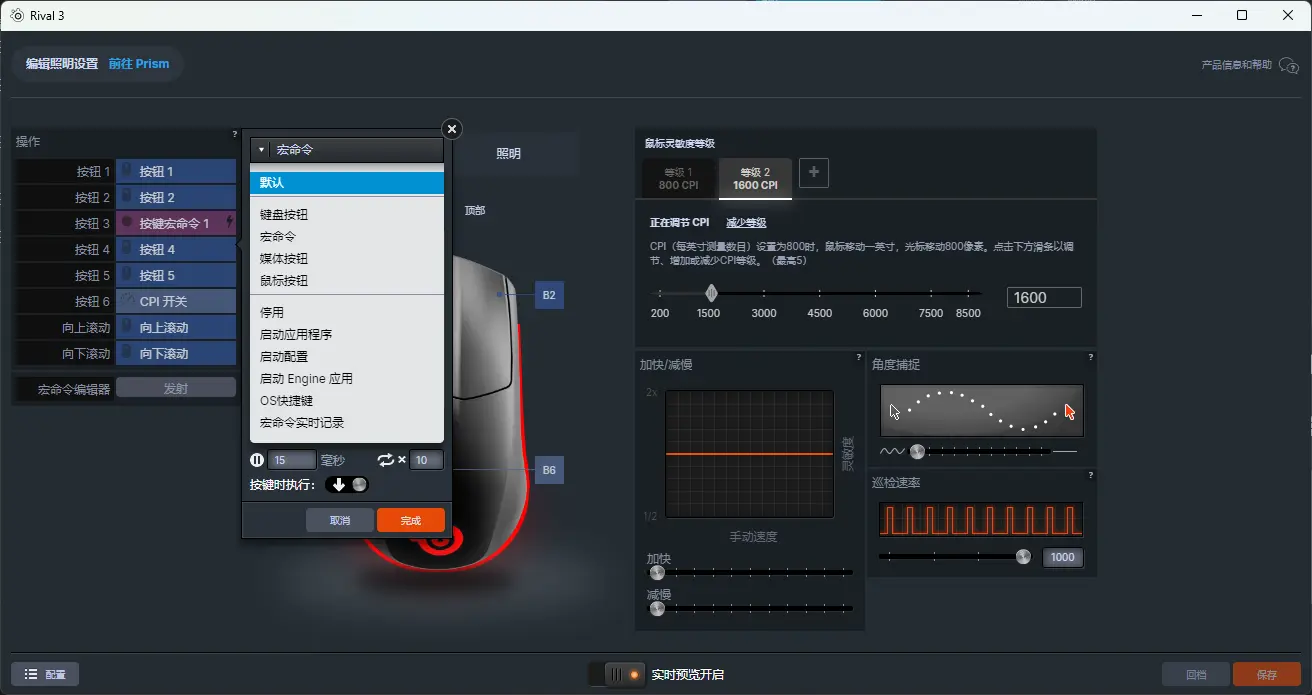 Rival 3
编辑照明设置 前往 Prism
产品信息和帮助
操作
?
按钮 1 按钮 1
按钮 2 按钮 2
按钮 3 按键宏命令 1
按钮 4 按钮 4
按钮 5 按钮 5
按钮 6 CPI 开关
向上滚动 向上滚动
向下滚动 向下滚动
宏命令编辑器 发射
宏命令
默认
键盘按钮
宏命令
媒体按钮
鼠标按钮
停用
启动应用程序
启动配置
启动 Engine 应用
OS快捷键
宏命令实时记录
15 毫秒 × 10
按键时执行：
取消 完成
照明
顶部
B2
B6
鼠标灵敏度等级
等级 1
800 CPI
等级 2
1600 CPI
+
正在调节 CPI 减少等级
CPI（每英寸测量数目）设置为800时，鼠标移动一英寸，光标移动800像素。点击下方滑条以调
节、增加或减少CPI等级。（最高5）
200 1500 3000 4500 6000 7500 8500
1600
加快/减慢 ?
2x
1/2
灵敏度
手动速度
加快
减慢
角度捕捉 ?
巡检速率 ?
1000
配置
实时预览开启
回档 保存